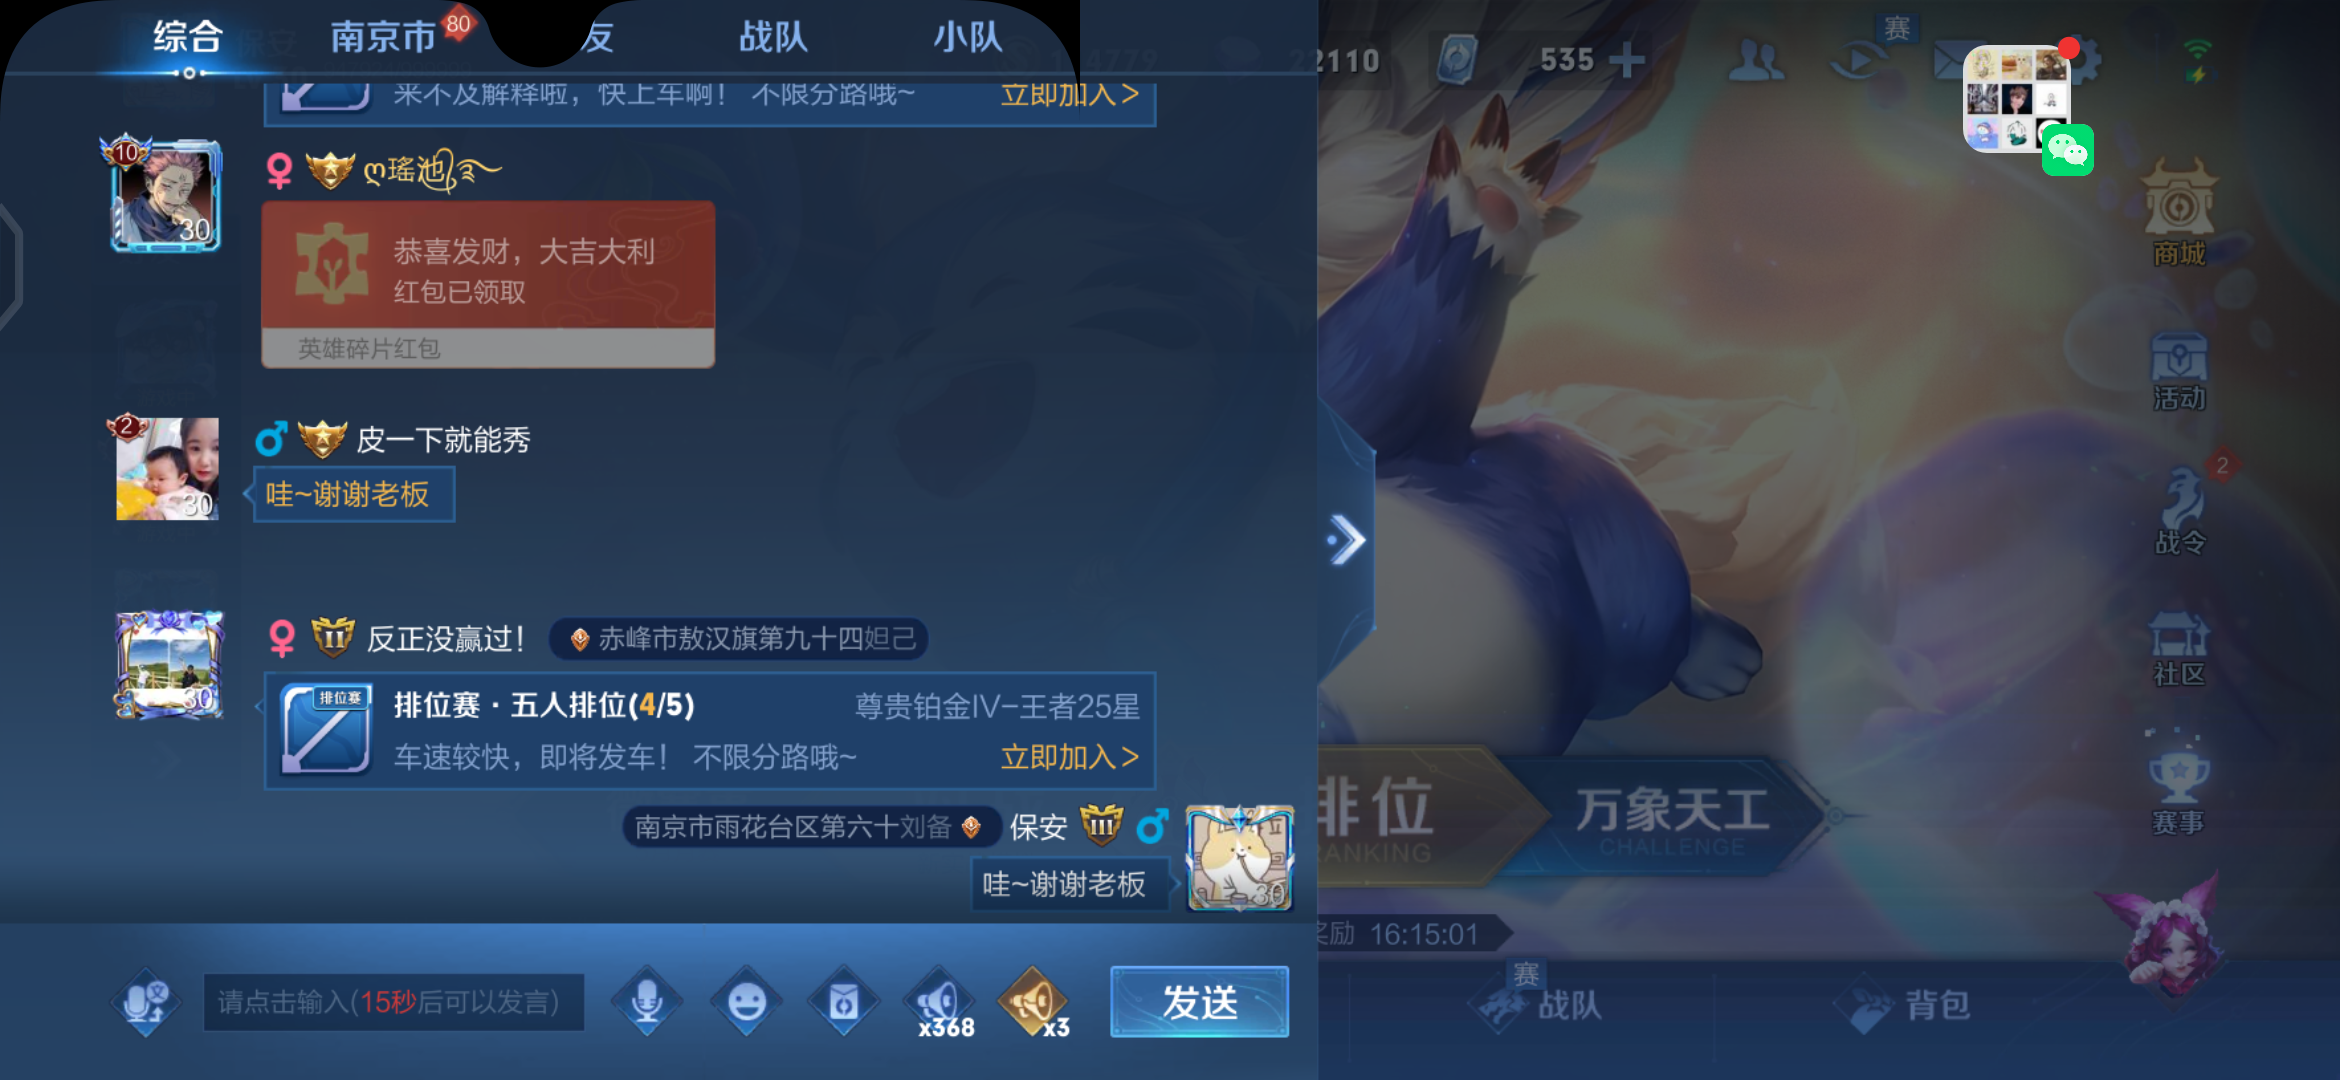 综合
南京市
80
友
战队
小队
22110
535
赛
来不及解释啦，快上车啊！ 不限分路哦~
立即加入>
10
30
ღ瑤池
恭喜发财，大吉大利
红包已领取
英雄碎片红包
2
30
皮一下就能秀
哇~谢谢老板
30
反正没赢过！
赤峰市敖汉旗第九十四妲己
排位赛
排位赛·五人排位(4/5)
尊贵铂金IV-王者25星
车速较快，即将发车！ 不限分路哦~
立即加入>
南京市雨花台区第六十刘备
保安
哇~谢谢老板
30
请点击输入(15秒后可以发言)
x368
x3
发送
商城
活动
2
战令
社区
赛事
排位
RANKING
万象天工
CHALLENGE
奖励 16:15:01
赛
战队
背包